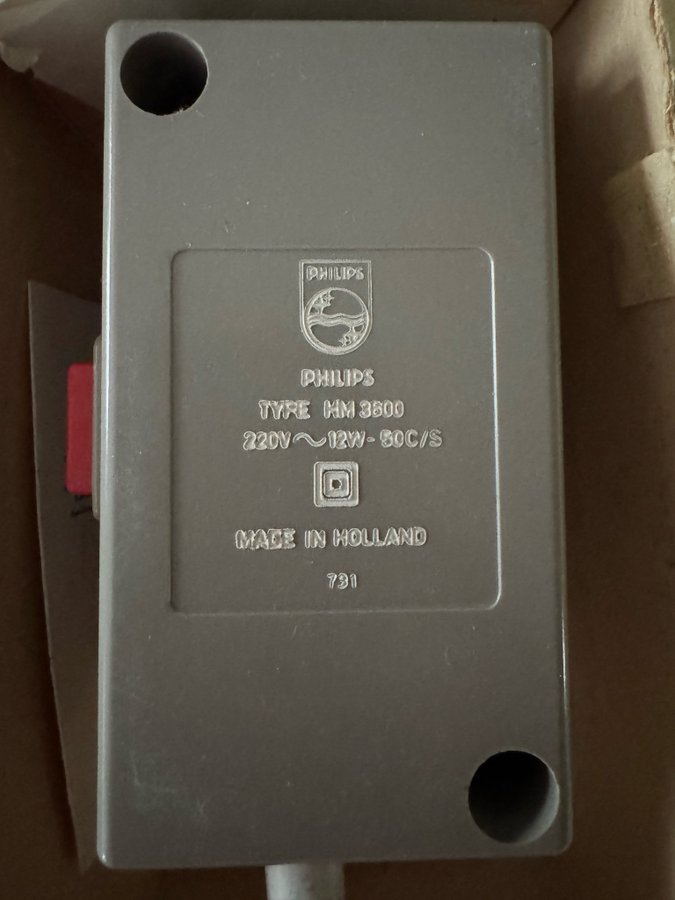 PHILIPS
PHILIPS
TYPE HM 3600
220V ~ 12W - 50C/S
MADE IN HOLLAND
731